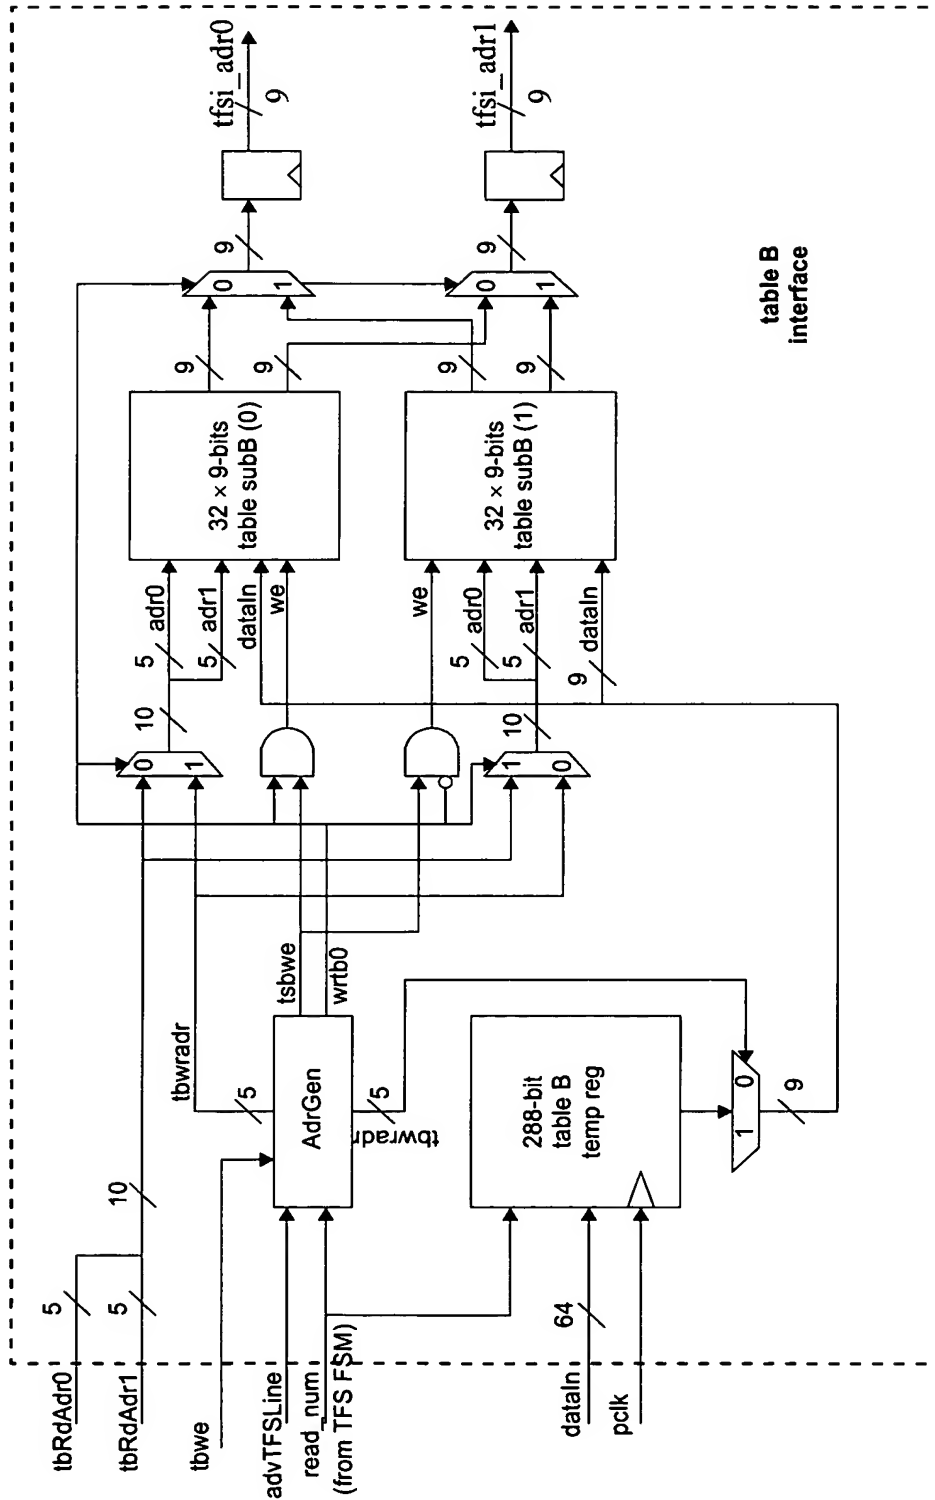 tbRdAdr0
5
tbRdAdr1
5
10
tbwe
advTFSLine
read_num
(from TFS FSM)
dataIn
64
pclk
tbwradr
5
AdrGen
tsbwe
wrtb0
5
tbwradr
288-bit
table B
temp reg
1
0
9
0
1
10
5
adr0
5
adr1
dataIn
we
32 × 9-bits
table subB (0)
9
9
1
0
10
we
5
adr0
5
adr1
9
dataIn
32 × 9-bits
table subB (1)
9
9
0
1
9
tfsi_adr0
9
0
1
9
tfsi_adr1
9
table B
interface